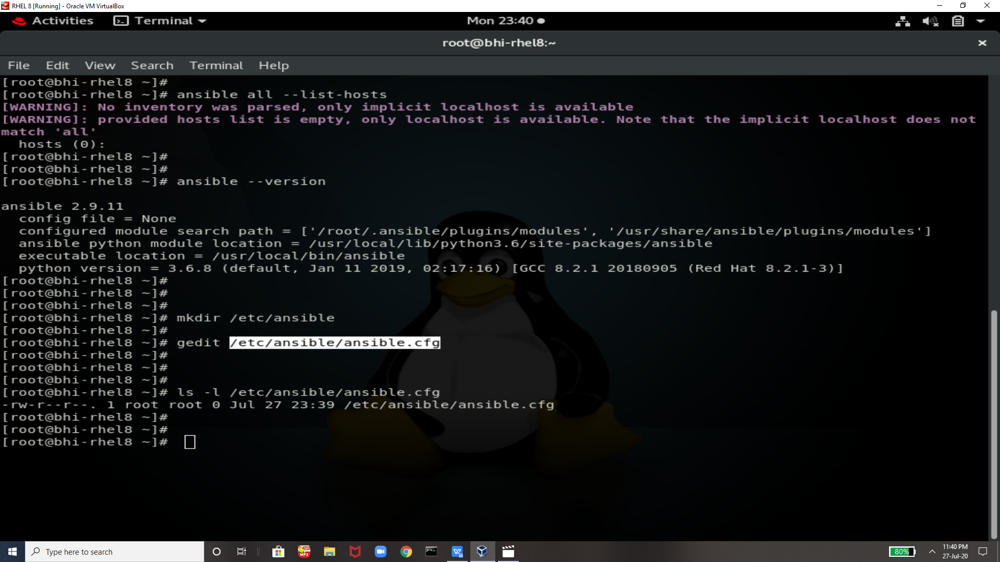 RHEL 8 [Running] - Oracle VM VirtualBox
Activities Terminal Mon 23:40
root@bhi-rhel8:~
File Edit View Search Terminal Help
[root@bhi-rhel8 ~]#
[root@bhi-rhel8 ~]# ansible all --list-hosts
[WARNING]: No inventory was parsed, only implicit localhost is available
[WARNING]: provided hosts list is empty, only localhost is available. Note that the implicit localhost does not
match 'all'
hosts (0):
[root@bhi-rhel8 ~]#
[root@bhi-rhel8 ~]#
[root@bhi-rhel8 ~]# ansible --version
ansible 2.9.11
config file = None
configured module search path = ['/root/.ansible/plugins/modules', '/usr/share/ansible/plugins/modules']
ansible python module location = /usr/local/lib/python3.6/site-packages/ansible
executable location = /usr/local/bin/ansible
python version = 3.6.8 (default, Jan 11 2019, 02:17:16) [GCC 8.2.1 20180905 (Red Hat 8.2.1-3)]
[root@bhi-rhel8 ~]#
[root@bhi-rhel8 ~]#
[root@bhi-rhel8 ~]#
[root@bhi-rhel8 ~]# mkdir /etc/ansible
[root@bhi-rhel8 ~]#
[root@bhi-rhel8 ~]# gedit /etc/ansible/ansible.cfg
[root@bhi-rhel8 ~]#
[root@bhi-rhel8 ~]#
[root@bhi-rhel8 ~]#
[root@bhi-rhel8 ~]# ls -l /etc/ansible/ansible.cfg
-rw-r--r--. 1 root root 0 Jul 27 23:39 /etc/ansible/ansible.cfg
[root@bhi-rhel8 ~]#
[root@bhi-rhel8 ~]#
[root@bhi-rhel8 ~]#
Type here to search
MP3
80%
11:40 PM
27-Jul-20